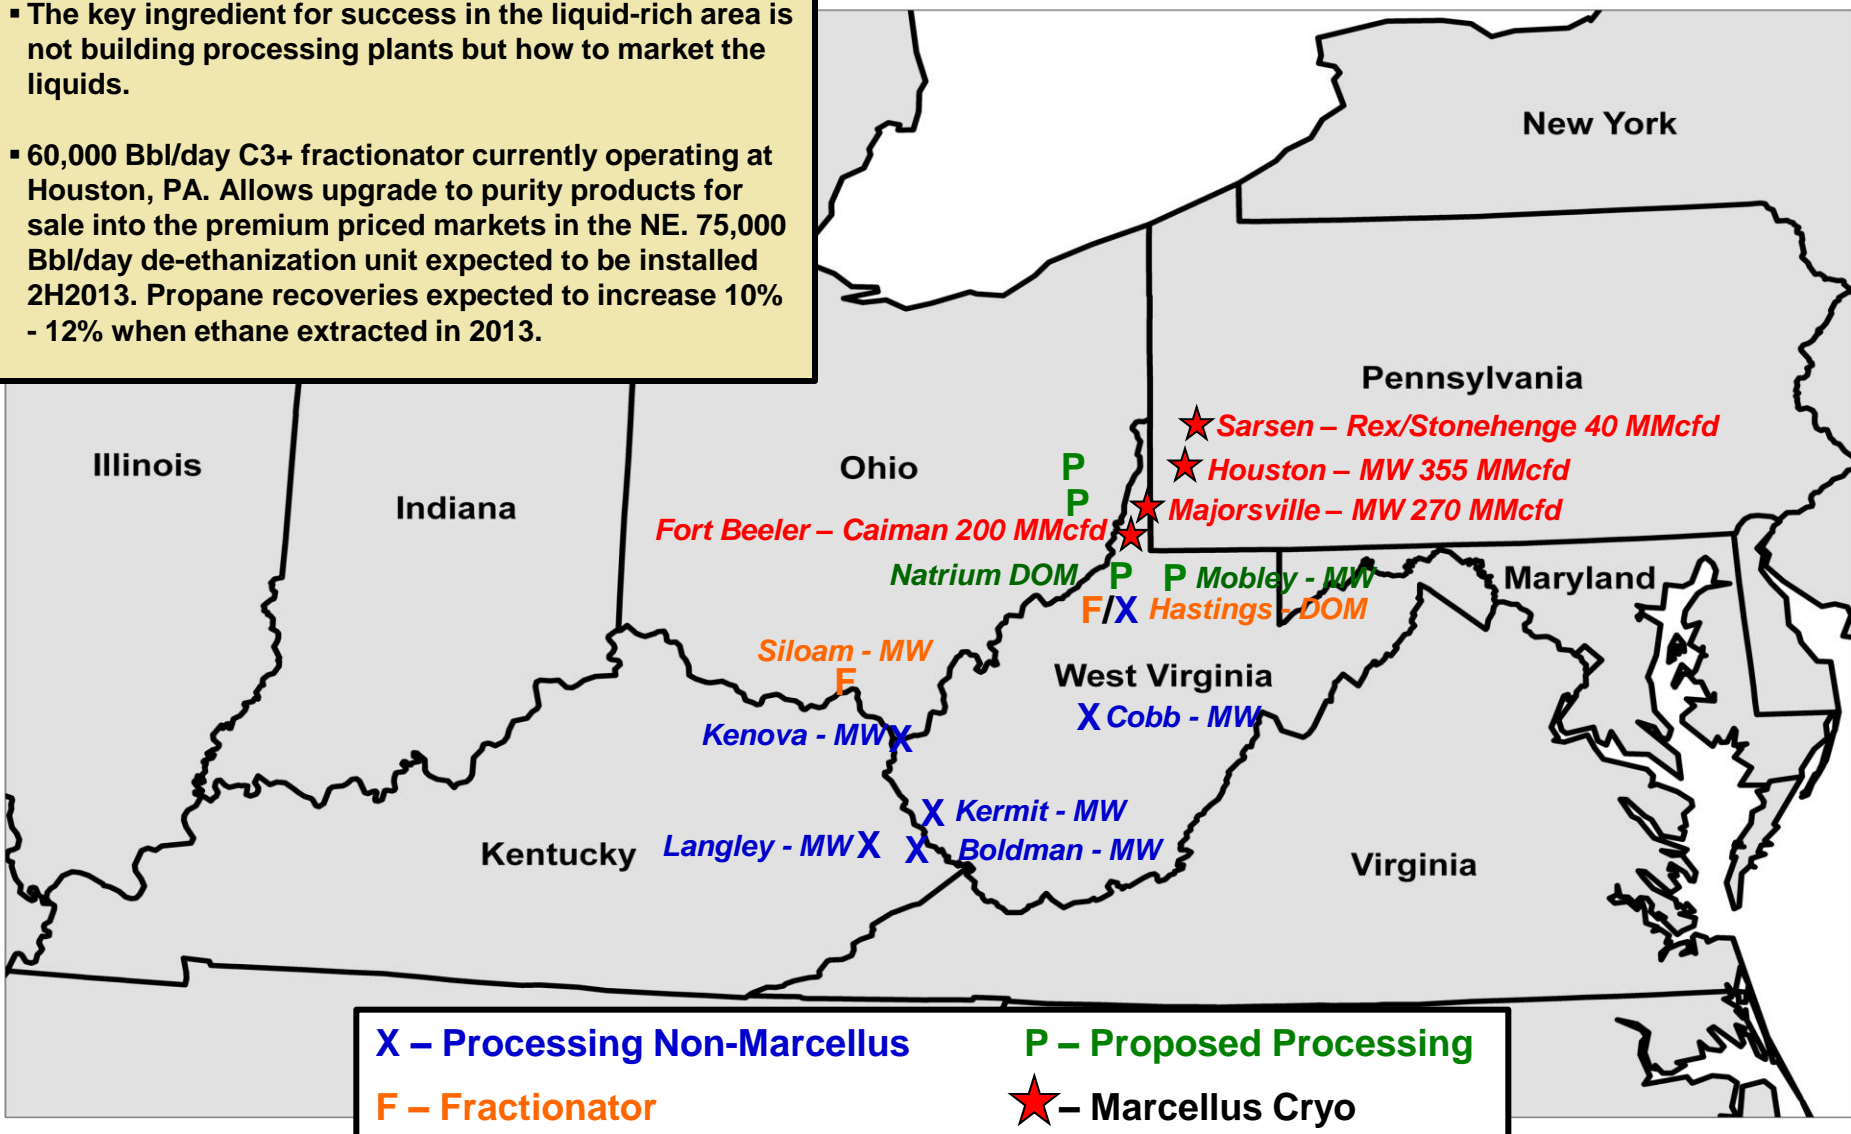 ▪ The key ingredient for success in the liquid-rich area is
not building processing plants but how to market the
liquids.
▪ 60,000 Bbl/day C3+ fractionator currently operating at
Houston, PA. Allows upgrade to purity products for
sale into the premium priced markets in the NE. 75,000
Bbl/day de-ethanization unit expected to be installed
2H2013. Propane recoveries expected to increase 10%
- 12% when ethane extracted in 2013.
New York
Pennsylvania
Sarsen – Rex/Stonehenge 40 MMcfd
Illinois
Ohio
P
Houston – MW 355 MMcfd
Indiana
P
Majorsville – MW 270 MMcfd
Fort Beeler – Caiman 200 MMcfd
Natrium DOM P
P Mobley - MW
Maryland
F/X Hastings - DOM
Siloam - MW
F
West Virginia
X Cobb - MW
Kenova - MW X
X Kermit - MW
Kentucky
Langley - MW X
X Boldman - MW
Virginia
X – Processing Non-Marcellus
P – Proposed Processing
F – Fractionator
– Marcellus Cryo